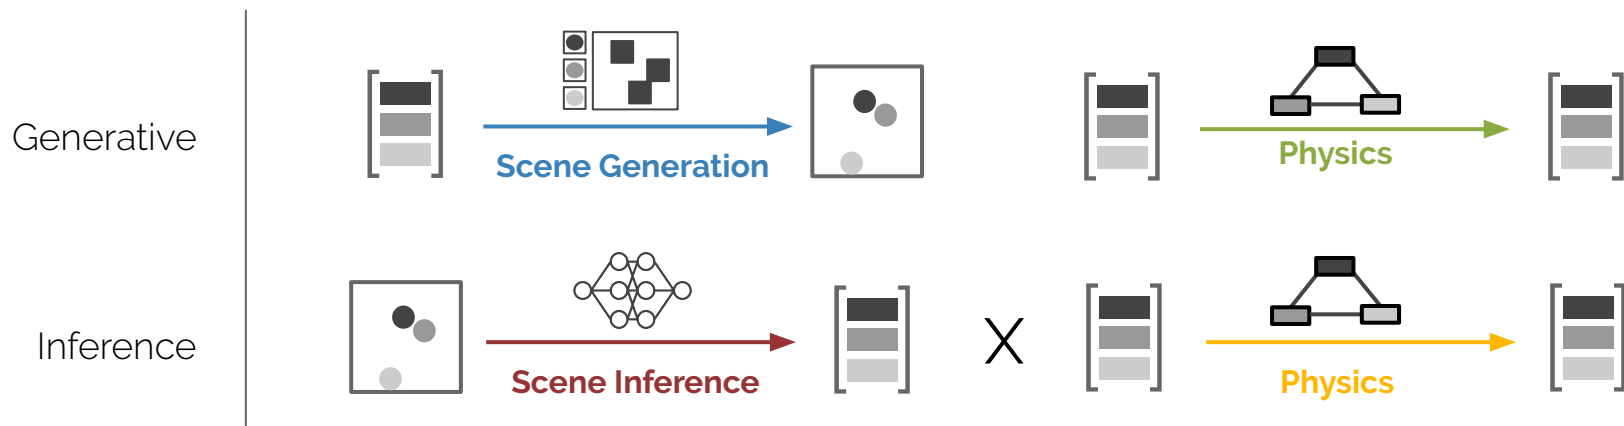 Generative
Scene Generation
Physics
Inference
Scene Inference
X
Physics